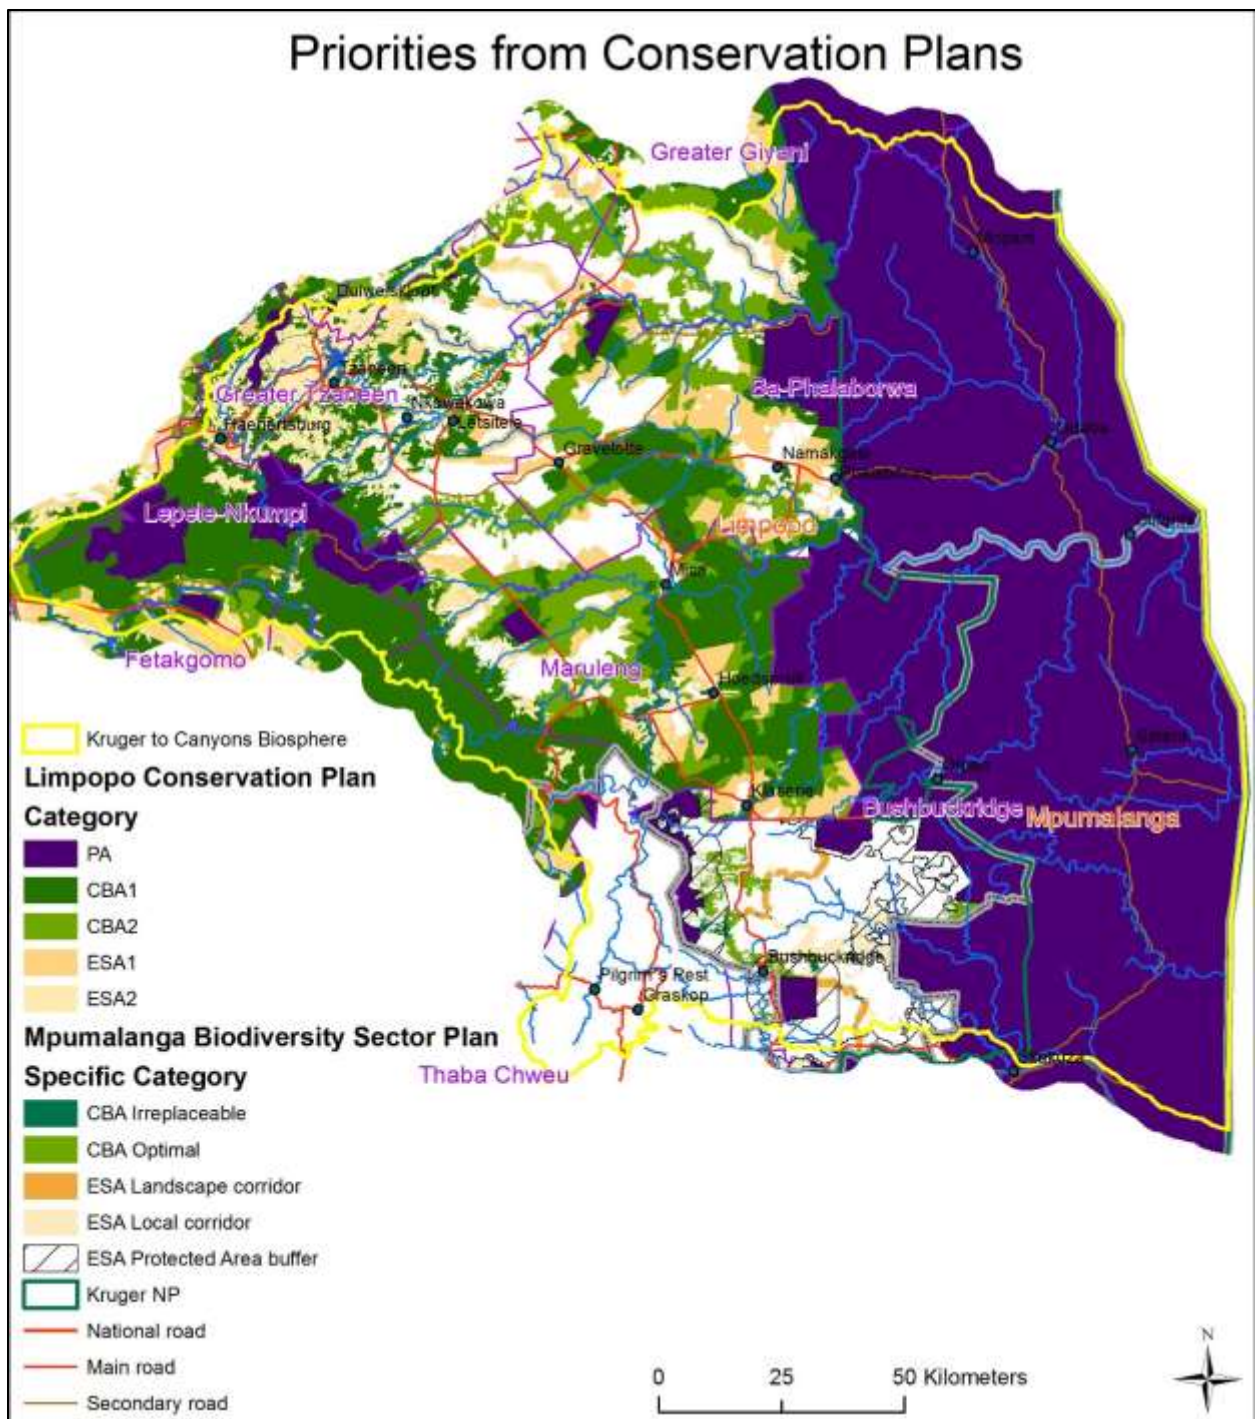 Priorities from Conservation Plans
Greater Giyani
Duiwelskloof
Tzaneen
Ba-Phalaborwa
Greater Tzaneen
Nkowakowa
Letsitele
Haenertsburg
Gravelotte
Namakgale
Lepele-Nkumpi
Limpopo
Mica
Fetakgomo
Maruleng
Hoedspruit
Klaserie
Bushbuckridge
Mpumalanga
Bushbuckridge
Pilgrim's Rest
Graskop
Skukuza
Thaba Chweu
Kruger to Canyons Biosphere
Limpopo Conservation Plan
Category
PA
CBA1
CBA2
ESA1
ESA2
Mpumalanga Biodiversity Sector Plan
Specific Category
CBA Irreplaceable
CBA Optimal
ESA Landscape corridor
ESA Local corridor
ESA Protected Area buffer
Kruger NP
National road
Main road
Secondary road
0 25 50 Kilometers
N